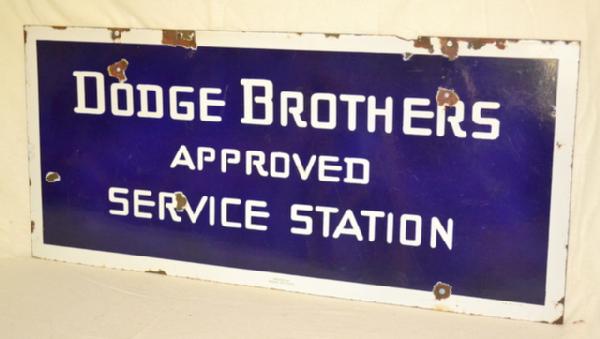 DODGE BROTHERS
APPROVED
SERVICE STATION